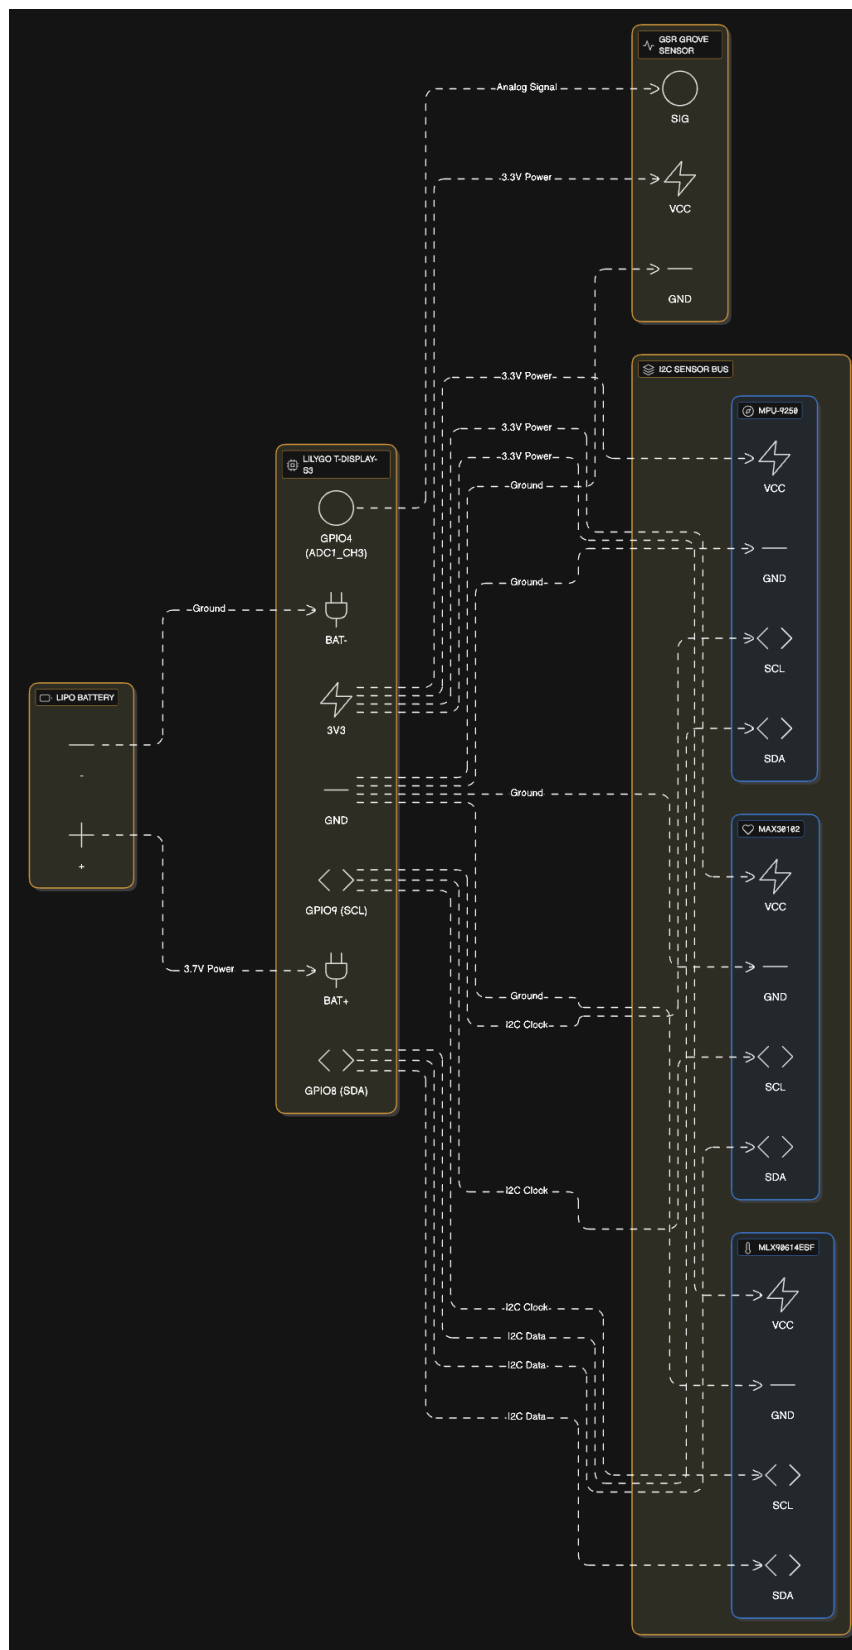 GSR GROVE
SENSOR
Analog Signal
SIG
3.3V Power
VCC
GND
I2C SENSOR BUS
3.3V Power
MPU-9250
3.3V Power
3.3V Power
LILYGO T-DISPLAY-
S3
VCC
Ground
GPIO4
(ADC1_CH3)
Ground
GND
Ground
BAT-
SCL
LIPO BATTERY
3V3
SDA
-
Ground
GND
MAX30102
+
VCC
GPIO9 (SCL)
3.7V Power
BAT+
GND
Ground
I2C Clock
GPIO8 (SDA)
SCL
SDA
I2C Clock
MLX90614ESF
I2C Clock
VCC
I2C Data
I2C Data
I2C Data
GND
SCL
SDA